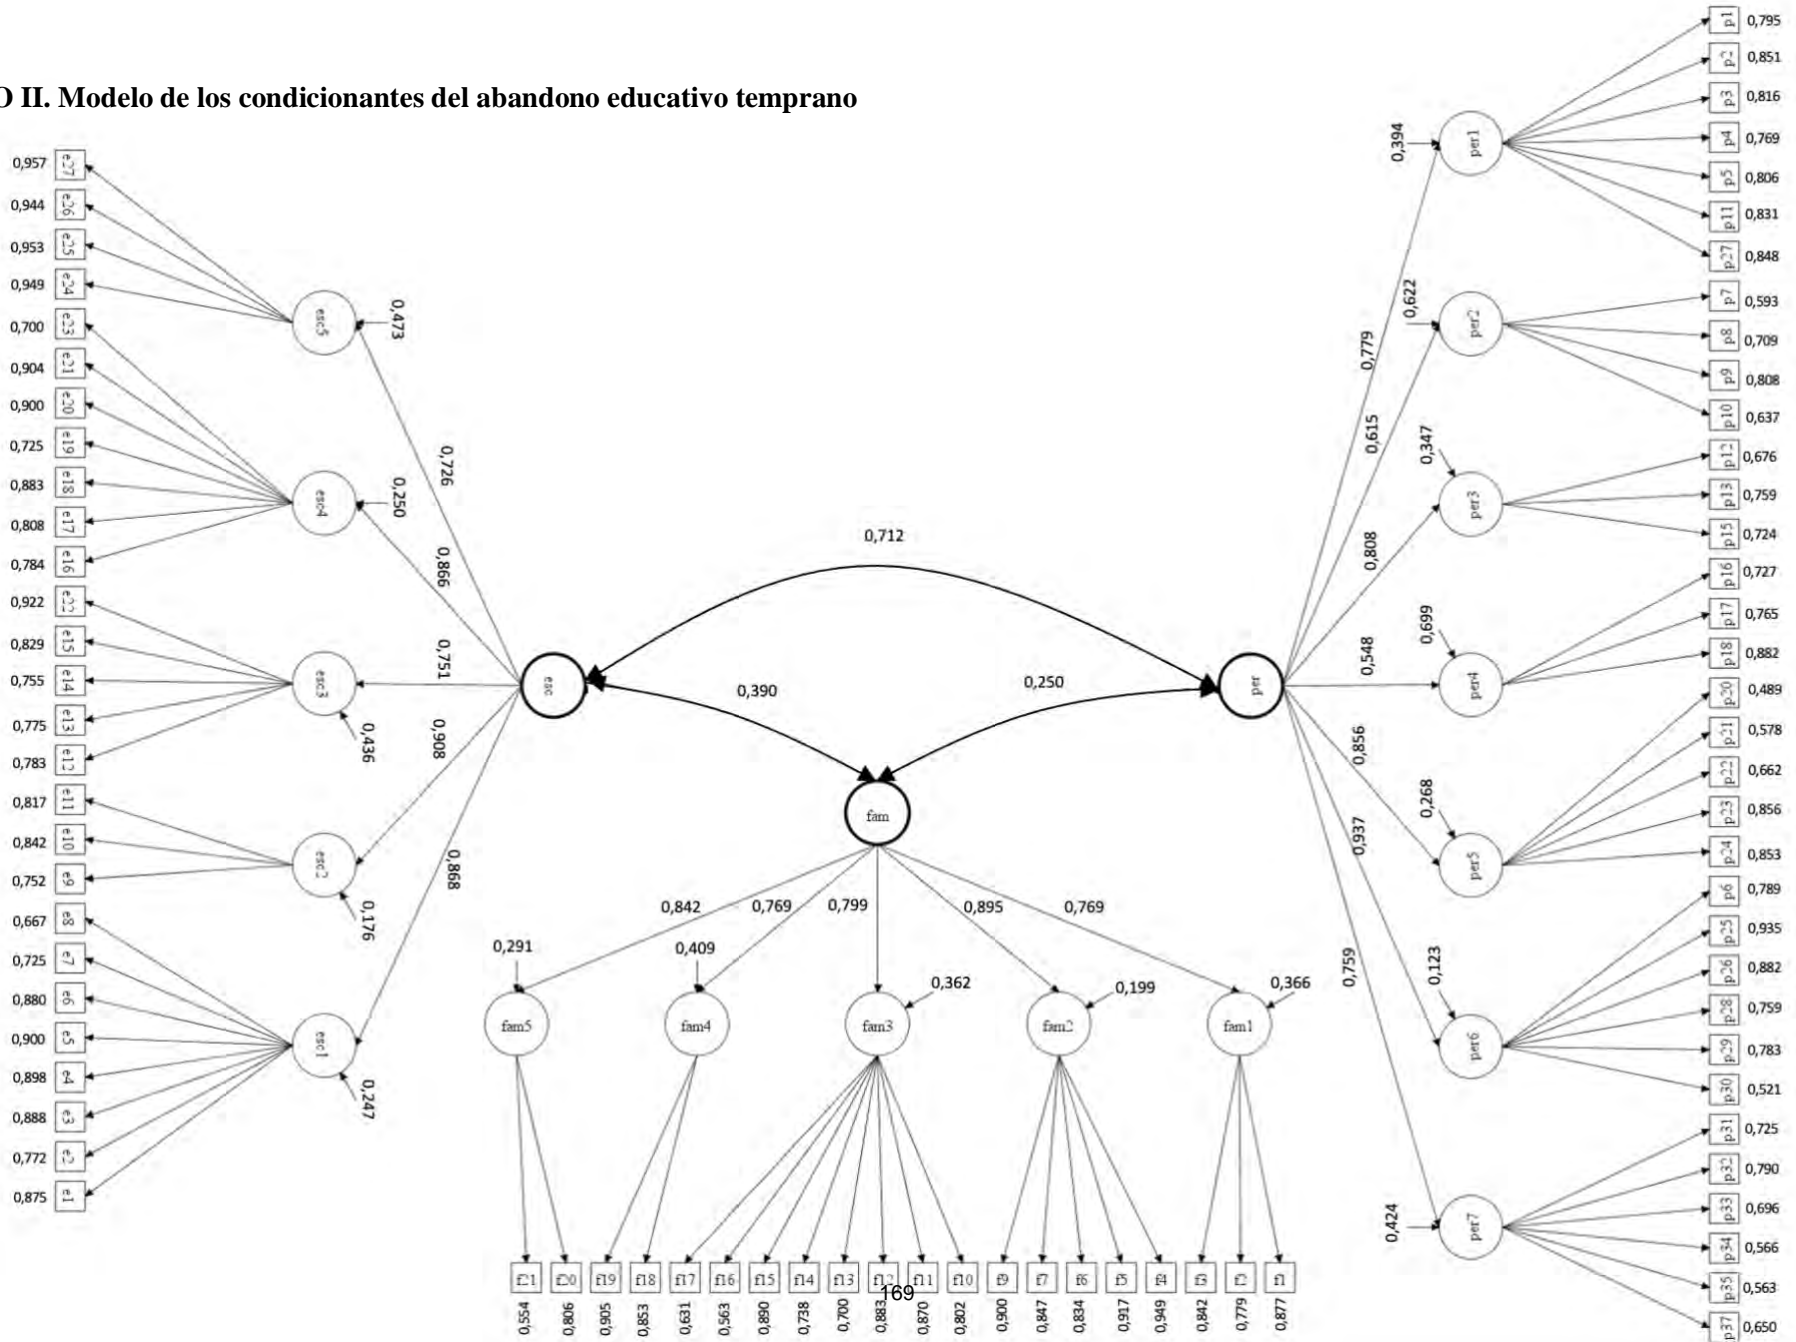 O II. Modelo de los condicionantes del abandono educativo temprano
0,957 e27
0,944 e26
0,953 e25
0,949 e24
0,700 e23
0,904 e21
0,900 e20
0,725 e19
0,883 e18
0,808 e17
0,784 e16
0,922 e22
0,829 e15
0,755 e14
0,775 e13
0,783 e12
0,817 e11
0,842 e10
0,752 e9
0,667 e8
0,725 e7
0,880 e6
0,900 e5
0,898 e4
0,888 e3
0,772 e2
0,875 e1
esc5 0,473
esc4 0,250
esc3 0,436
esc2 0,176
esc1 0,247
0,726
0,866
0,751
0,908
0,868
esc
0,712
0,390
0,250
per
fam
0,842
0,769
0,799
0,895
0,769
0,291
0,409
0,362
0,199
0,366
fam5
fam4
fam3
fam2
fam1
f21 f20 f19 f18 f17 f16 f15 f14 f13 f12 f11 f10 f9 f7 f6 f5 f4 f3 f2 f1
169
0,554 0,806 0,905 0,853 0,631 0,563 0,890 0,738 0,700 0,883 0,870 0,802 0,900 0,847 0,834 0,917 0,949 0,842 0,779 0,877
0,779
0,615
0,808
0,548
0,856
0,937
0,759
0,394 per1
0,622 per2
0,347 per3
0,699 per4
0,268 per5
0,123 per6
0,424 per7
p1 0,795
p2 0,851
p3 0,816
p4 0,769
p5 0,806
p11 0,831
p27 0,848
p7 0,593
p8 0,709
p9 0,808
p10 0,637
p12 0,676
p13 0,759
p15 0,724
p16 0,727
p17 0,765
p18 0,882
p20 0,489
p21 0,578
p22 0,662
p23 0,856
p24 0,853
p6 0,789
p25 0,935
p26 0,882
p28 0,759
p29 0,783
p30 0,521
p31 0,725
p32 0,790
p33 0,696
p34 0,566
p35 0,563
p37 0,650